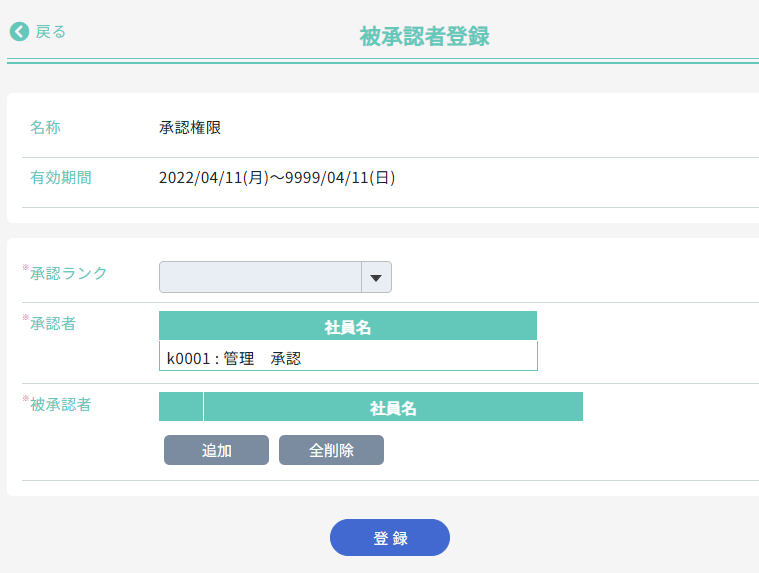 戻る
被承認者登録
名称 承認権限
有効期間 2022/04/11(月)～9999/04/11(日)
※承認ランク
※承認者 社員名
k0001 : 管理　承認
※被承認者 社員名
追加 全削除
登 録